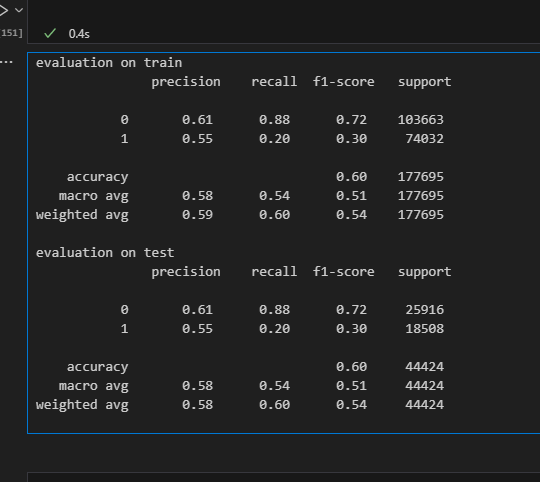 [151]
0.4s
...
evaluation on train
precision recall f1-score support
0 0.61 0.88 0.72 103663
1 0.55 0.20 0.30 74032
accuracy 0.60 177695
macro avg 0.58 0.54 0.51 177695
weighted avg 0.59 0.60 0.54 177695
evaluation on test
precision recall f1-score support
0 0.61 0.88 0.72 25916
1 0.55 0.20 0.30 18508
accuracy 0.60 44424
macro avg 0.58 0.54 0.51 44424
weighted avg 0.58 0.60 0.54 44424